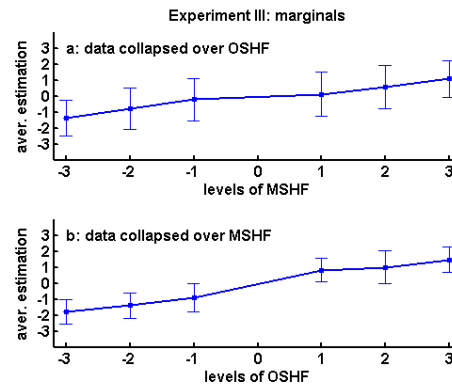 Experiment III: marginals
a: data collapsed over OSHF
aver. estimation
3
2
1
0
-1
-2
-3
-3 -2 -1 0 1 2 3
levels of MSHF
b: data collapsed over MSHF
aver. estimation
3
2
1
0
-1
-2
-3
-3 -2 -1 0 1 2 3
levels of OSHF